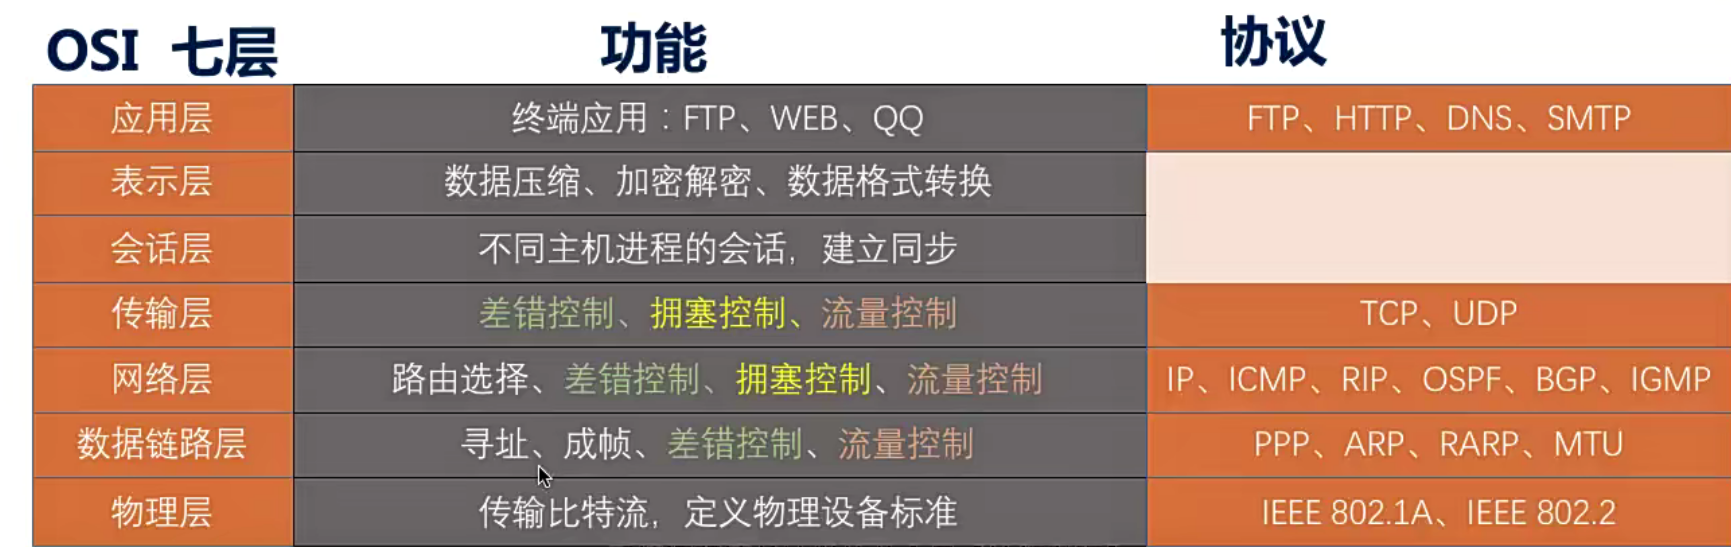 OSI 七层 功能 协议
应用层 终端应用：FTP、WEB、QQ FTP、HTTP、DNS、SMTP
表示层 数据压缩、加密解密、数据格式转换
会话层 不同主机进程的会话，建立同步
传输层 差错控制、拥塞控制、流量控制 TCP、UDP
网络层 路由选择、差错控制、拥塞控制、流量控制 IP、ICMP、RIP、OSPF、BGP、IGMP
数据链路层 寻址、成帧、差错控制、流量控制 PPP、ARP、RARP、MTU
物理层 传输比特流，定义物理设备标准 IEEE 802.1A、IEEE 802.2